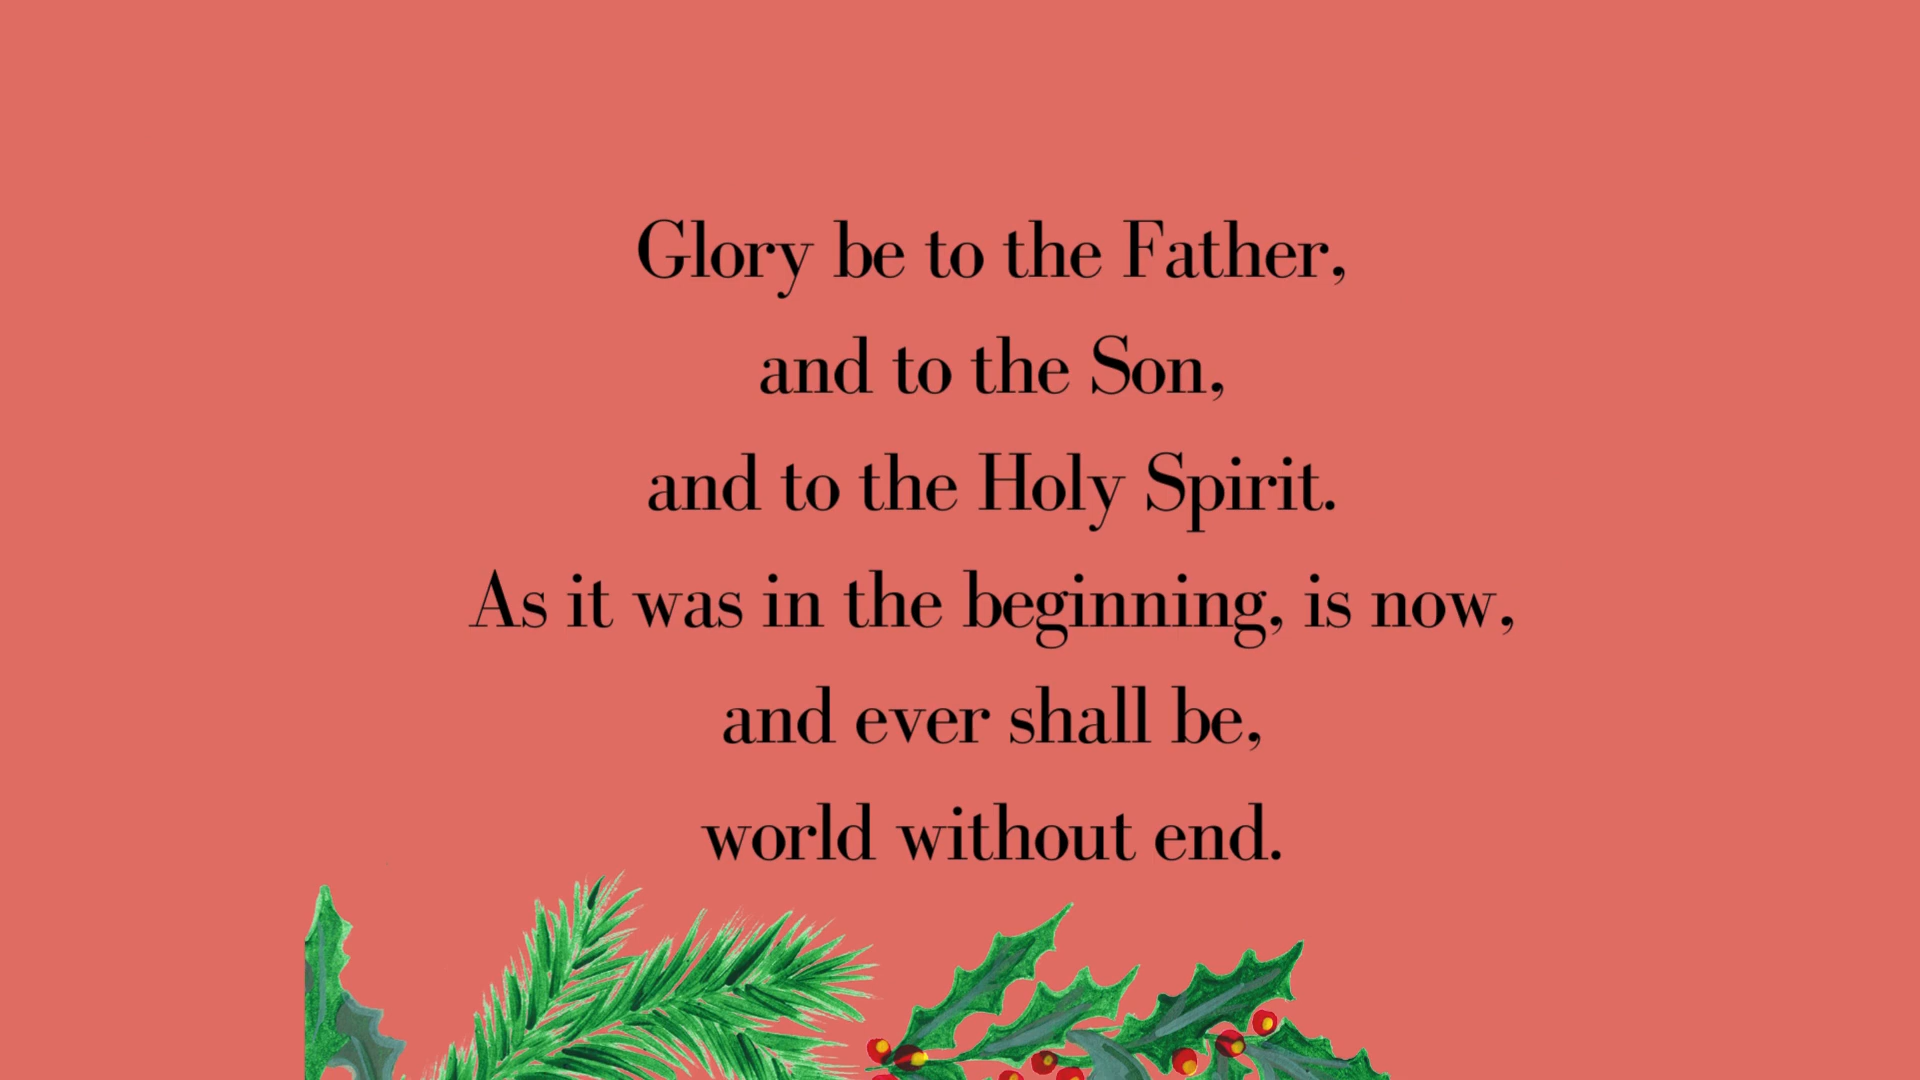 Glory be to the Father,
and to the Son,
and to the Holy Spirit.
As it was in the beginning, is now,
and ever shall be,
world without end.